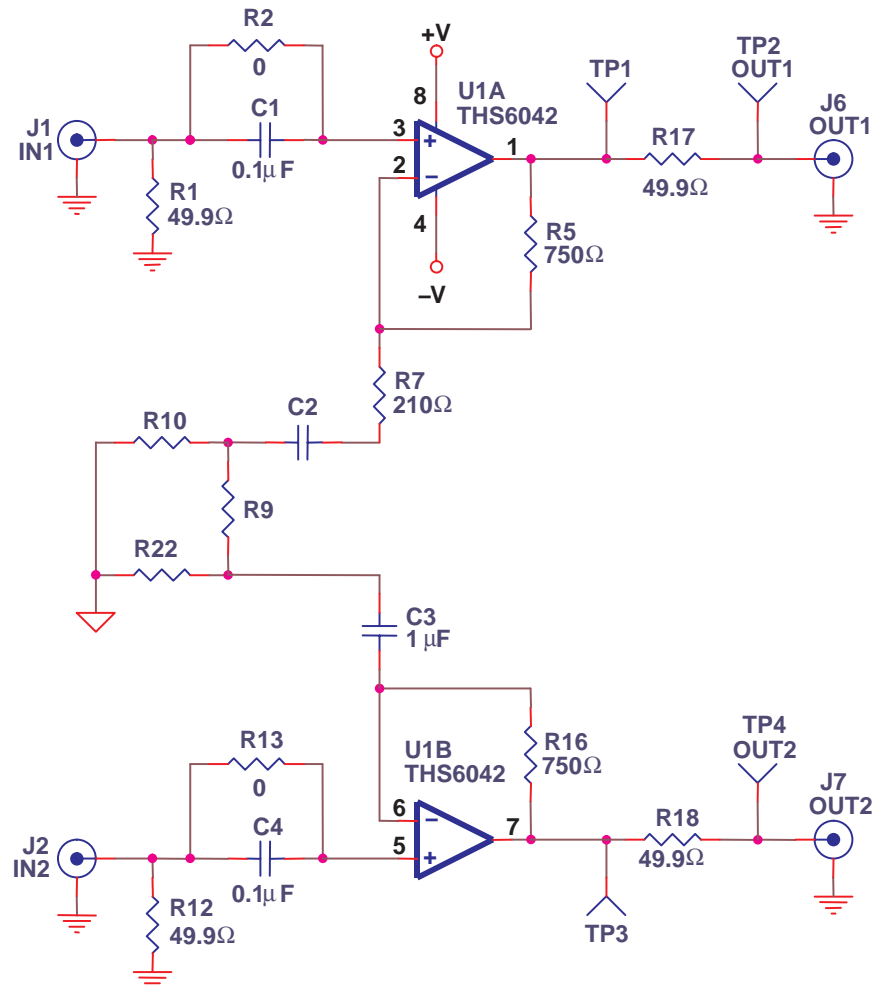 R2
0
+V
U1A
THS6042
8
TP1
TP2
OUT1
J1
IN1
C1
0.1μF
3
2
+
−
1
R17
49.9Ω
J6
OUT1
R1
49.9Ω
4
−V
R5
750Ω
R7
210Ω
C2
R10
R9
R22
C3
1 μF
R13
0
U1B
THS6042
R16
750Ω
TP4
OUT2
6
5
−
+
7
J2
IN2
C4
0.1μF
R18
49.9Ω
J7
OUT2
R12
49.9Ω
TP3